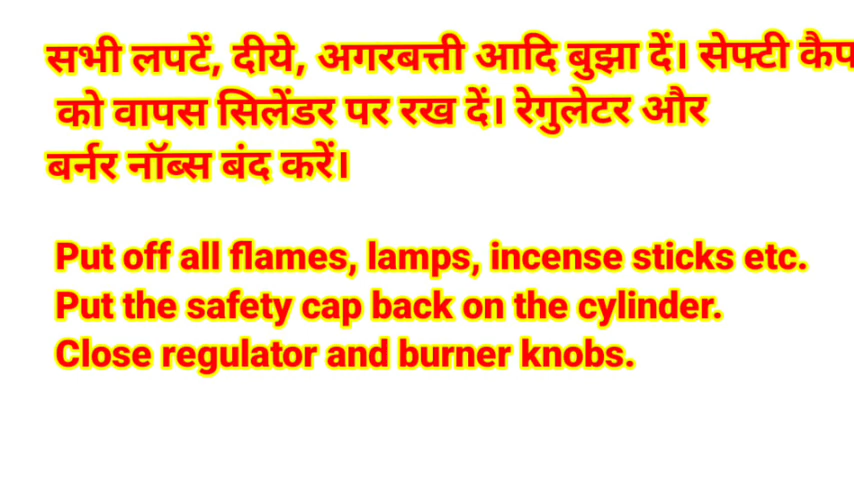 सभी लपटें, दीये, अगरबत्ती आदि बुझा दें। सेफ्टी कैप
को वापस सिलेंडर पर रख दें। रेगुलेटर और
बर्नर नॉब्स बंद करें।
Put off all flames, lamps, incense sticks etc.
Put the safety cap back on the cylinder.
Close regulator and burner knobs.